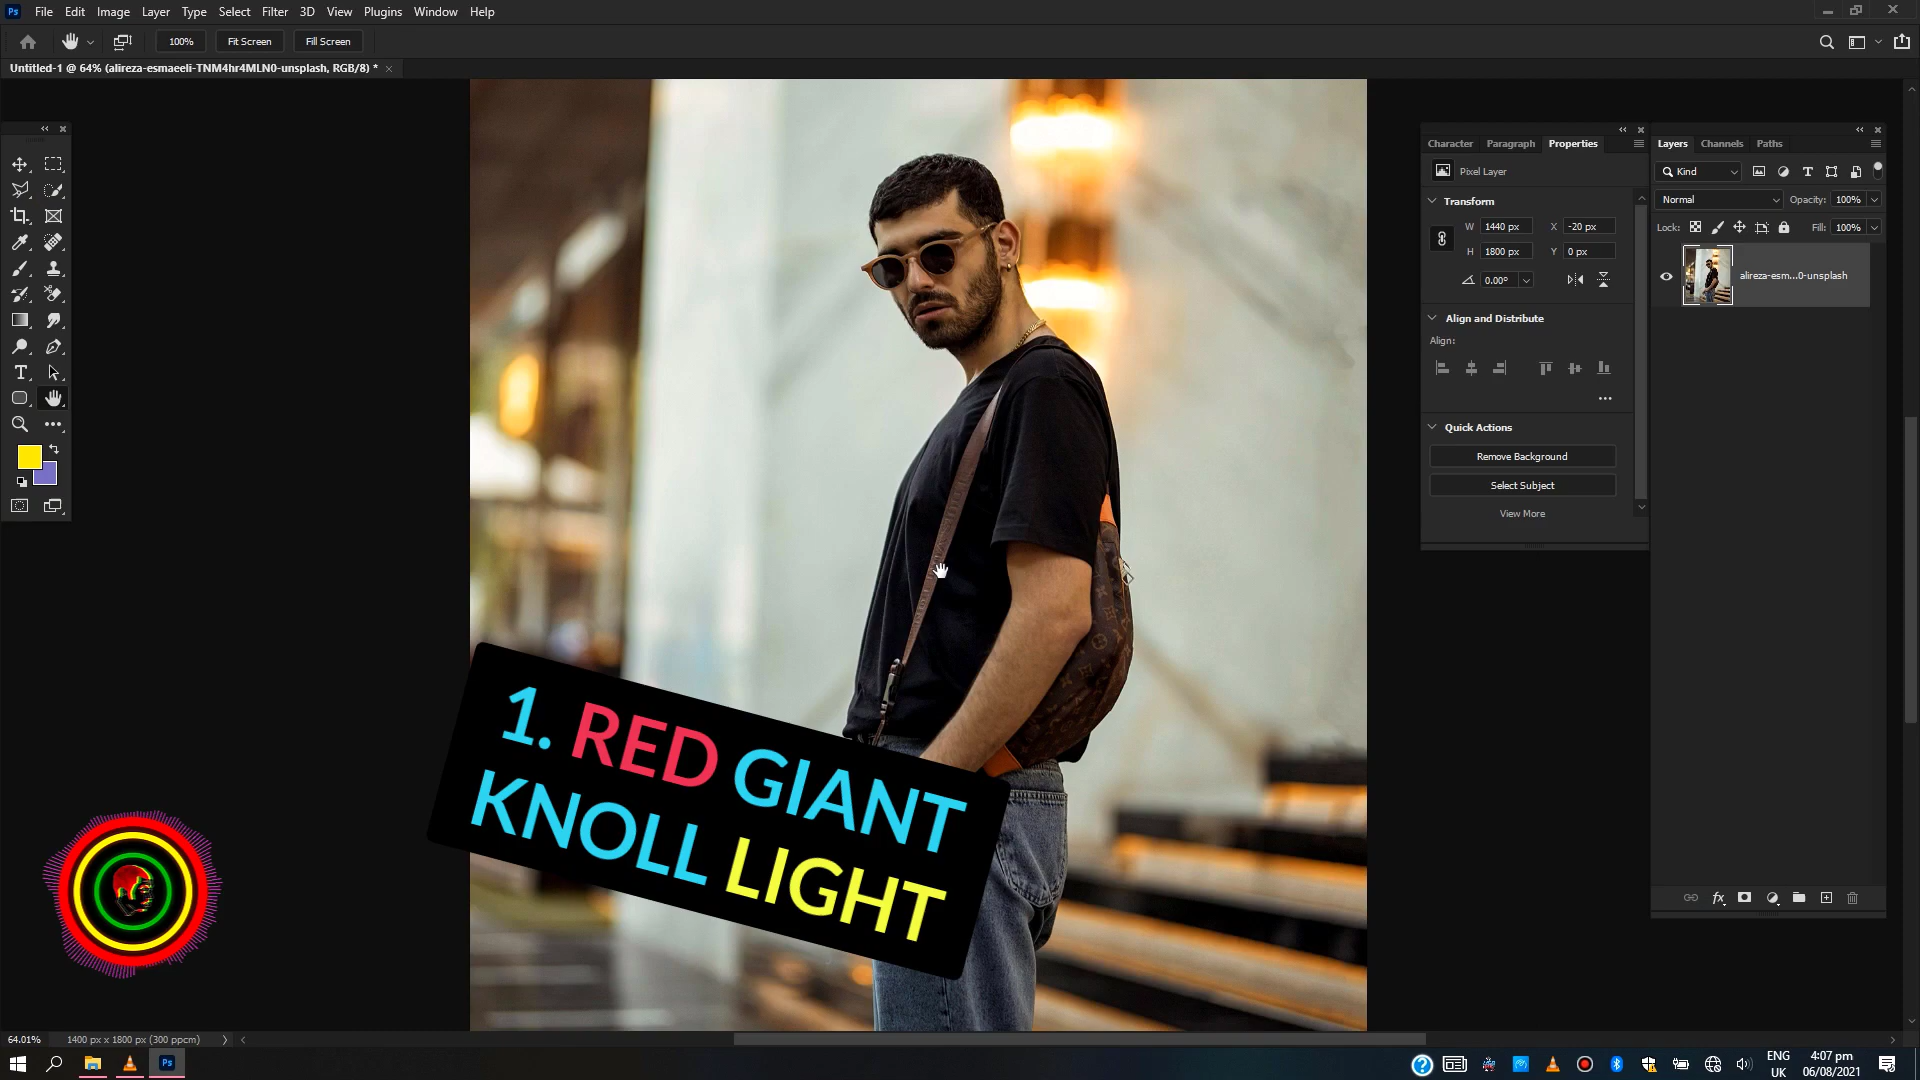 Ps File Edit Image Layer Type Select Filter 3D View Plugins Window Help
100% Fit Screen Fill Screen
Untitled-1 @ 64% (alireza-esmaeeli-TNM4hr4MLN0-unsplash, RGB/8) *
Character Paragraph Properties
Pixel Layer
Transform
W 1440 px X -20 px
H 1800 px Y 0 px
0.00°
Align and Distribute
Align:
Quick Actions
Remove Background
Select Subject
View More
Layers Channels Paths
Kind
Normal Opacity: 100%
Lock: Fill: 100%
alireza-esm...0-unsplash
1. RED GIANT
KNOLL LIGHT
64.01% 1400 px x 1800 px (300 ppcm)
Ps
ENG
UK
4:07 pm
06/08/2021